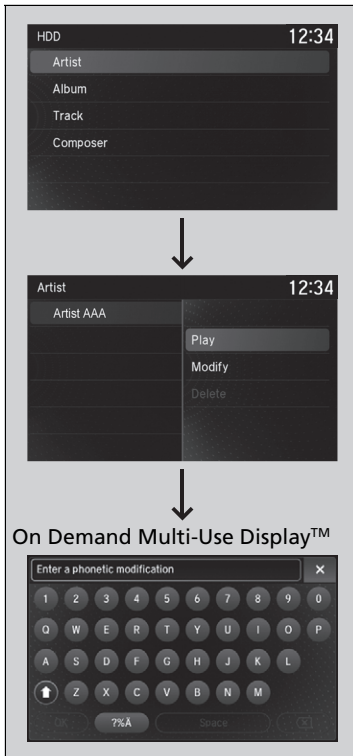 HDD 12:34
Artist
Album
Track
Composer
Artist 12:34
Artist AAA
Play
Modify
Delete
On Demand Multi-Use Display™
Enter a phonetic modification ×
1 2 3 4 5 6 7 8 9 0
Q W E R T Y U I O P
A S D F G H J K L
Z X C V B N M
OK ?%Ä Space